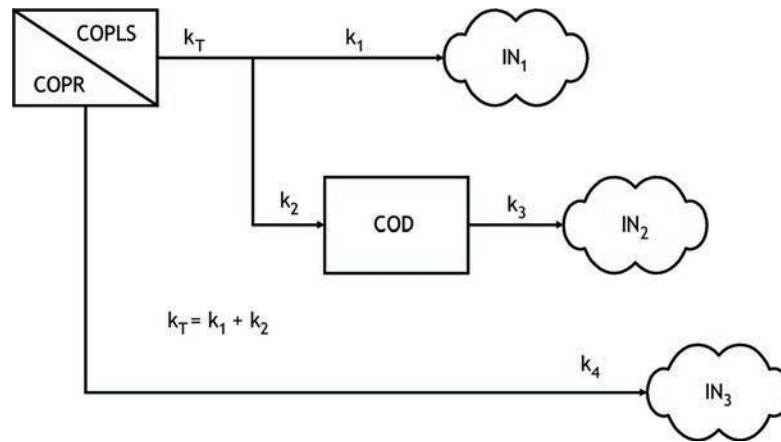 COPLS
COPR
k_T
k_1
IN_1
k_2
COD
k_3
IN_2
k_T = k_1 + k_2
k_4
IN_3